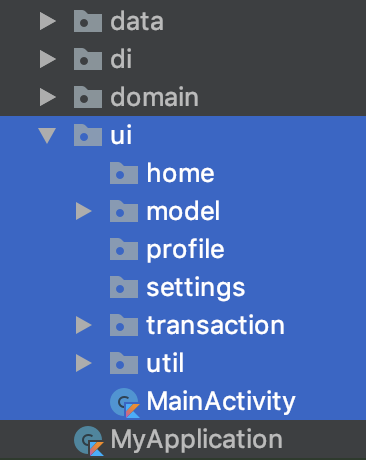 data
di
domain
ui
home
model
profile
settings
transaction
util
MainActivity
MyApplication